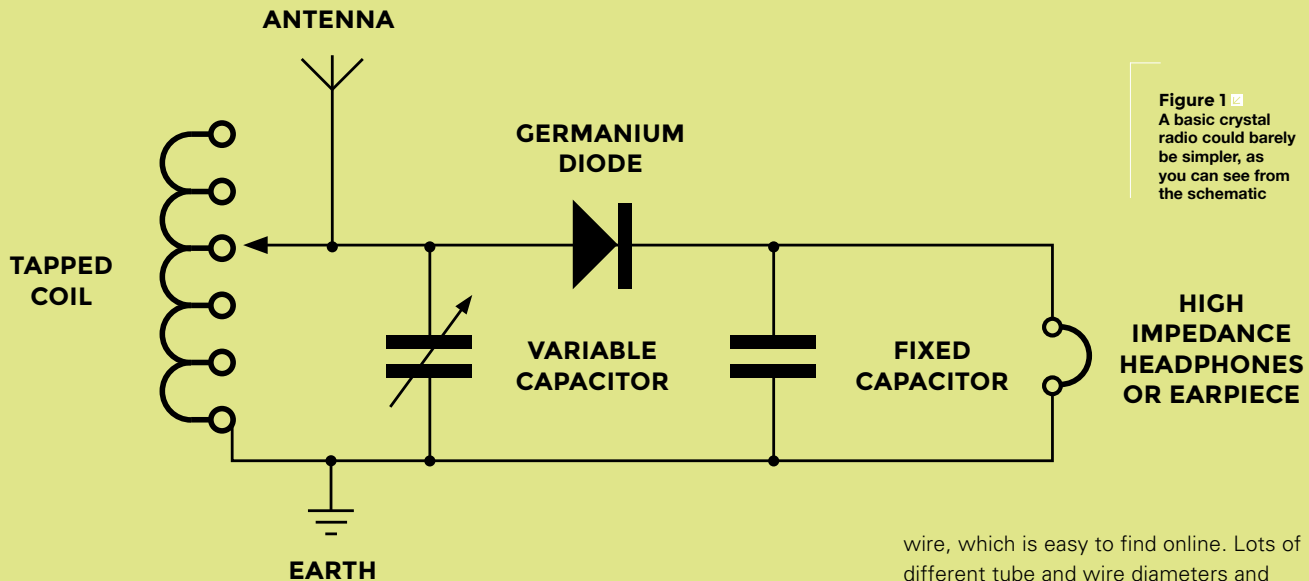 ANTENNA
Figure 1
A basic crystal
radio could barely
be simpler, as
you can see from
the schematic
GERMANIUM
DIODE
TAPPED
COIL
VARIABLE
CAPACITOR
FIXED
CAPACITOR
HIGH
IMPEDANCE
HEADPHONES
OR EARPIECE
EARTH
wire, which is easy to find online. Lots of
different tube and wire diameters and